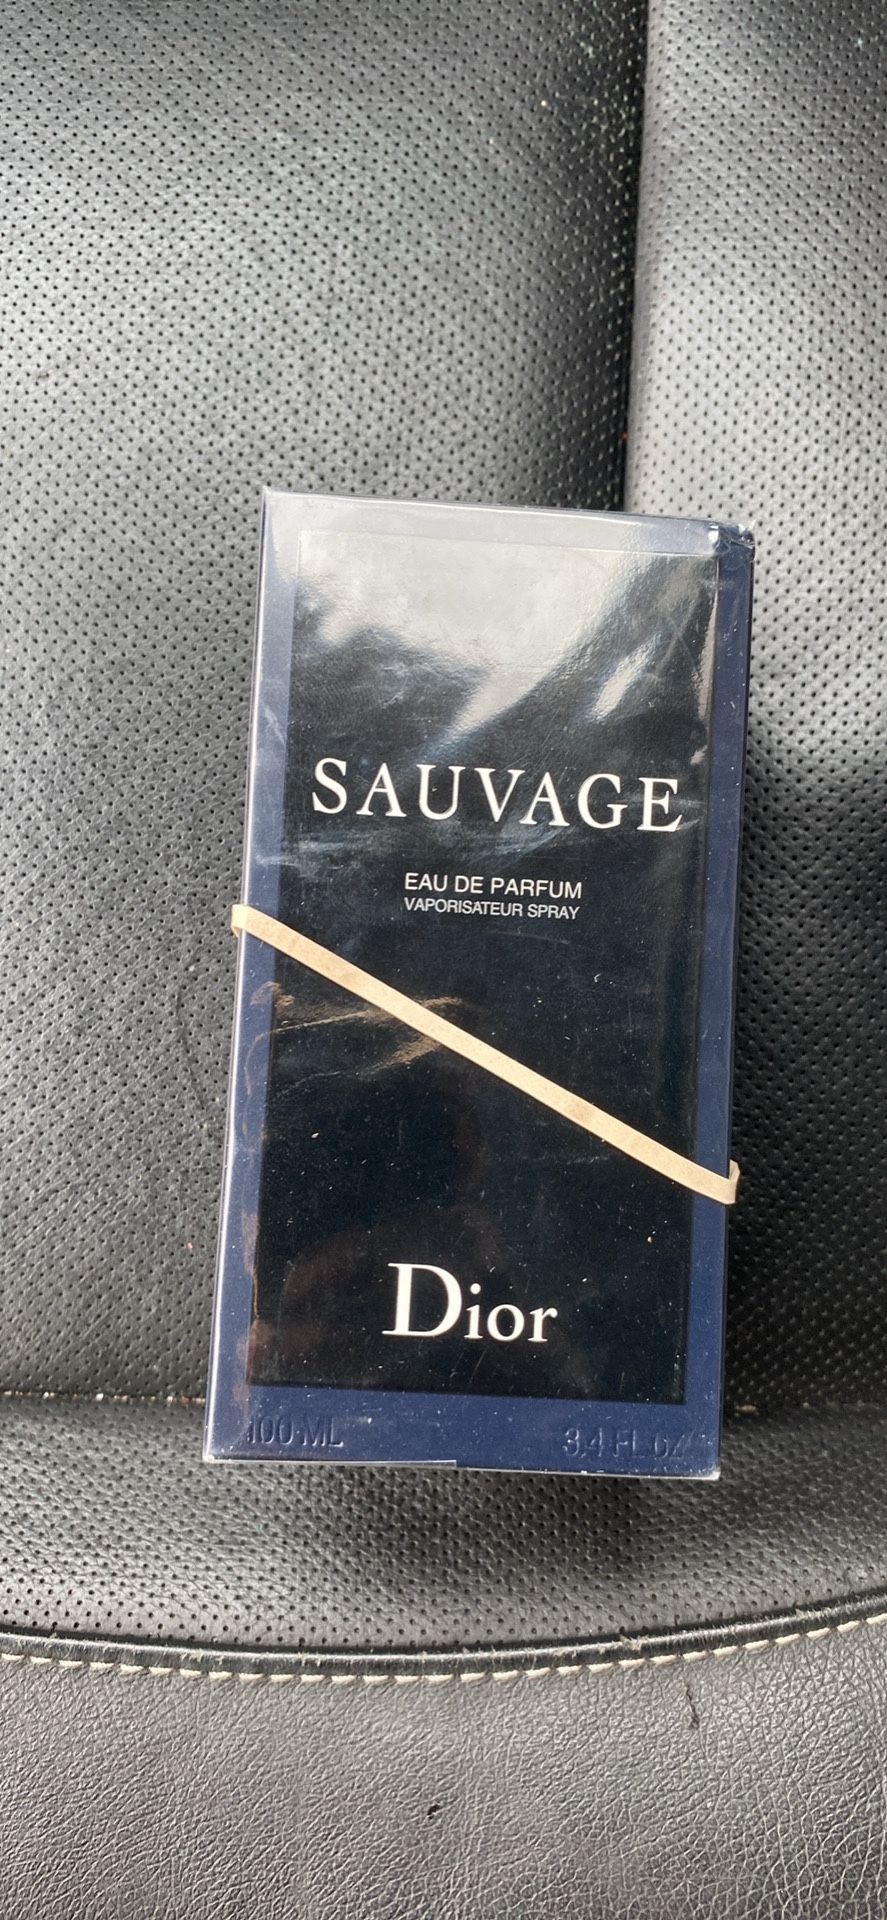 SAUVAGE
EAU DE PARFUM
VAPORISATEUR SPRAY
Dior
100 ML 3.4 FL OZ